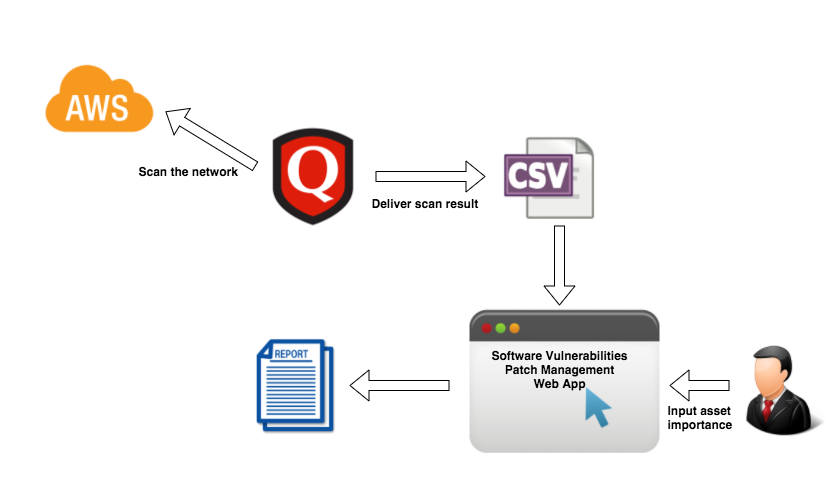 AWS
Scan the network
Q
Deliver scan result
CSV
Software Vulnerabilities
Patch Management
Web App
REPORT
Input asset
importance